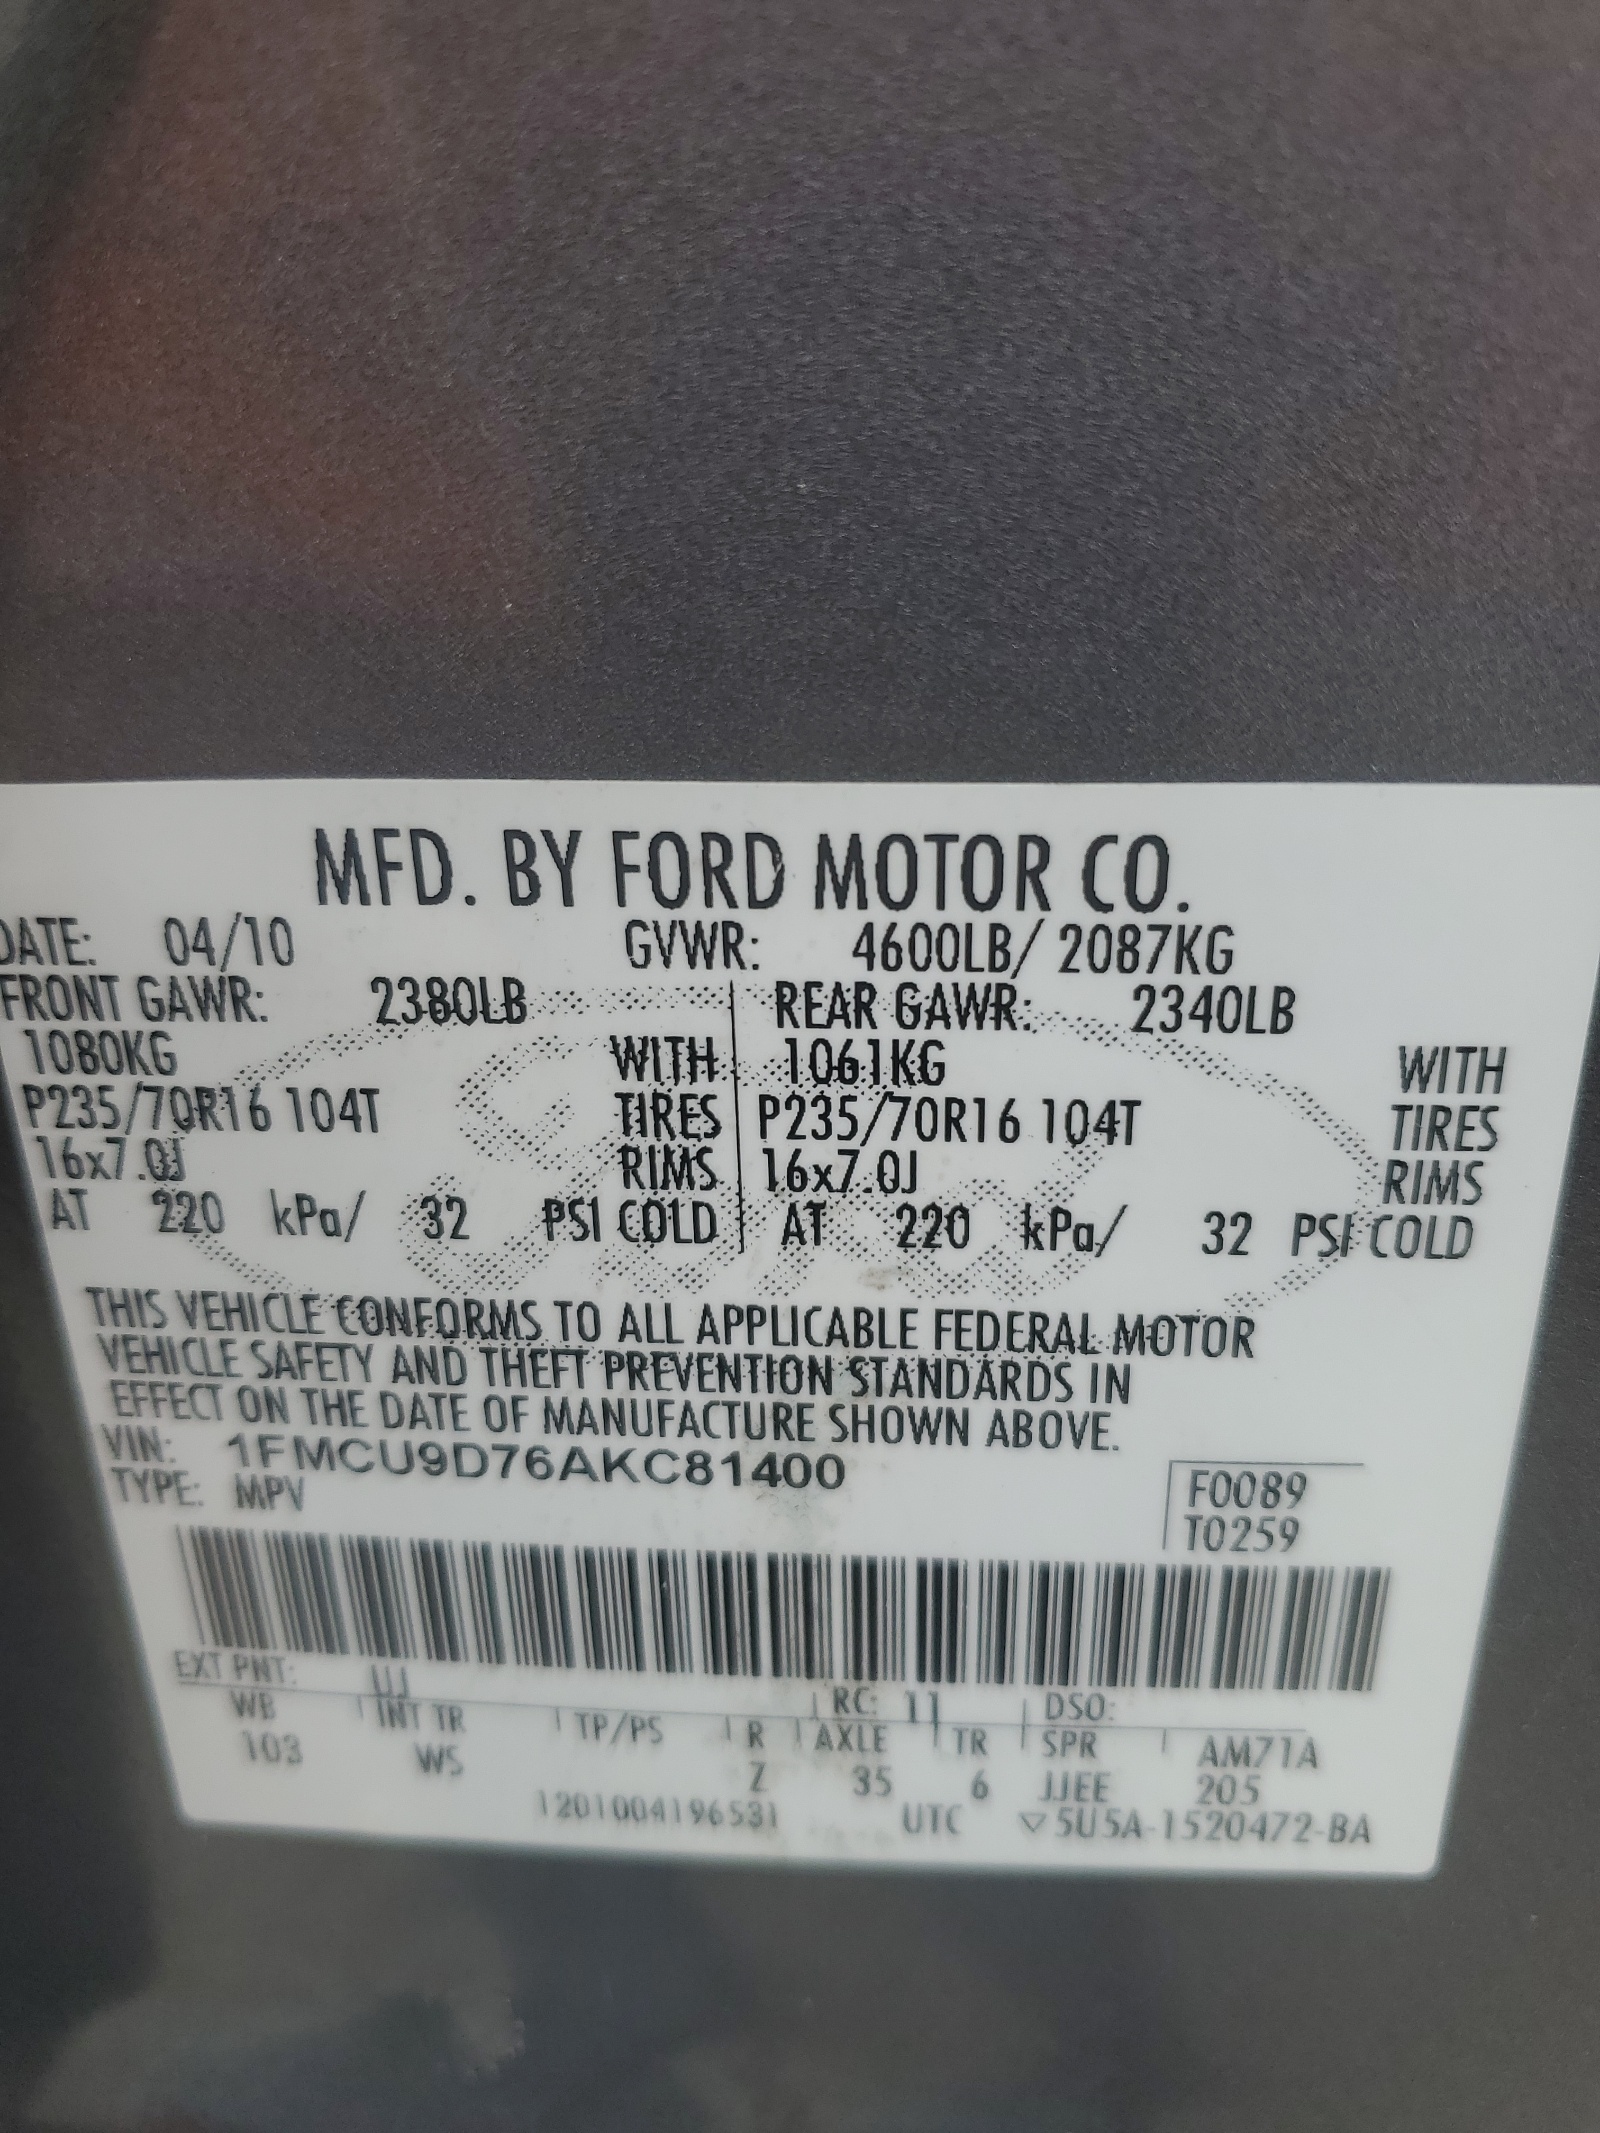 MFD. BY FORD MOTOR CO.
DATE: 04/10 GVWR: 4600LB/ 2087KG
FRONT GAWR: 2380LB REAR GAWR: 2340LB
1080KG WITH 1061KG WITH
P235/70R16 104T TIRES P235/70R16 104T TIRES
16x7.0J RIMS 16x7.0J RIMS
AT 220 kPa/ 32 PSI COLD AT 220 kPa/ 32 PSI COLD
THIS VEHICLE CONFORMS TO ALL APPLICABLE FEDERAL MOTOR
VEHICLE SAFETY AND THEFT PREVENTION STANDARDS IN
EFFECT ON THE DATE OF MANUFACTURE SHOWN ABOVE.
VIN: 1FMCU9D76AKC81400
TYPE: MPV
F0089
T0259
EXT PNT: UJ RC: 11 DSO:
WB INT TR TP/PS R AXLE TR SPR AM71A
103 WS Z 35 6 JJEE 205
1201004196531 UTC ▽5U5A-1520472-BA